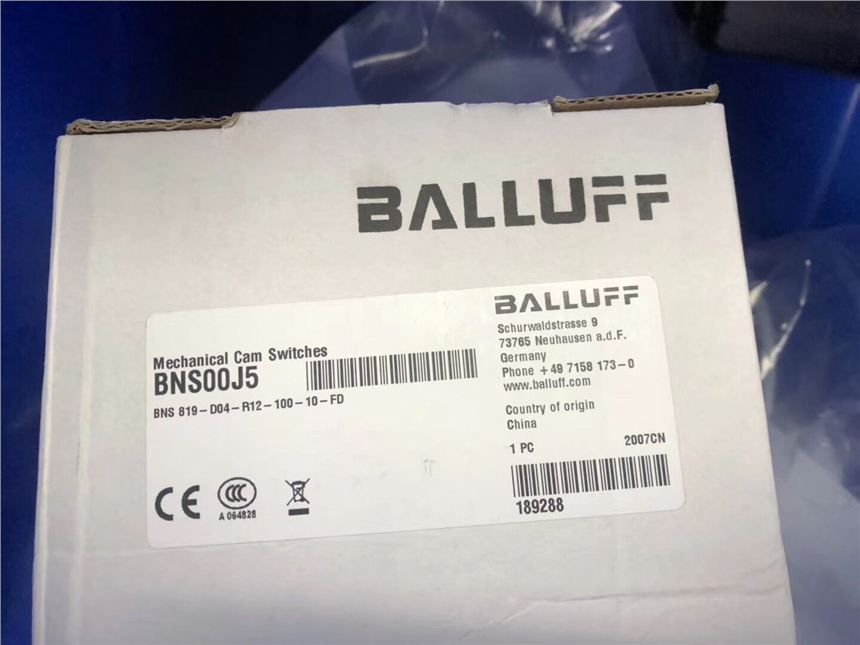 BALLUFF
BALLUFF
Schurwaldstrasse 9
73765 Neuhausen a.d.F.
Germany
Phone +49 7158 173-0
www.balluff.com
Mechanical Cam Switches
BNS00J5
BNS 819-D04-R12-100-10-FD
Country of origin
China
1 PC 2007CN
189288
CE
CCC
A 064828